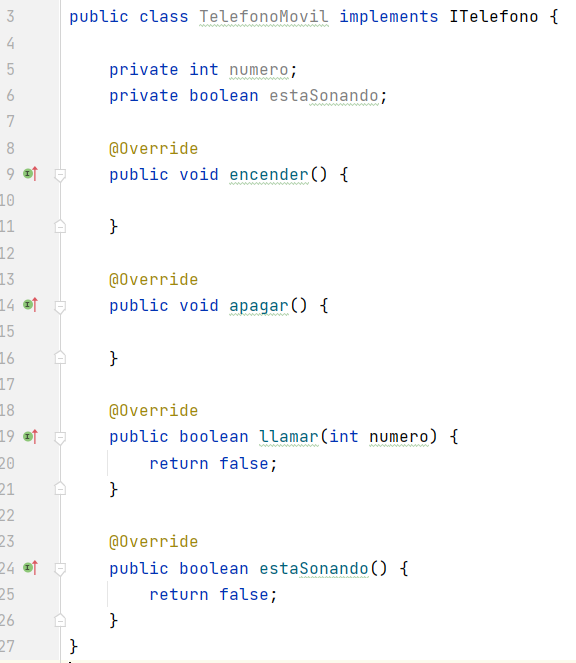 3 public class TelefonoMovil implements ITelefono {
4
5 private int numero;
6 private boolean estaSonando;
7
8 @Override
9 public void encender() {
10
11 }
12
13 @Override
14 public void apagar() {
15
16 }
17
18 @Override
19 public boolean llamar(int numero) {
20 return false;
21 }
22
23 @Override
24 public boolean estaSonando() {
25 return false;
26 }
27 }